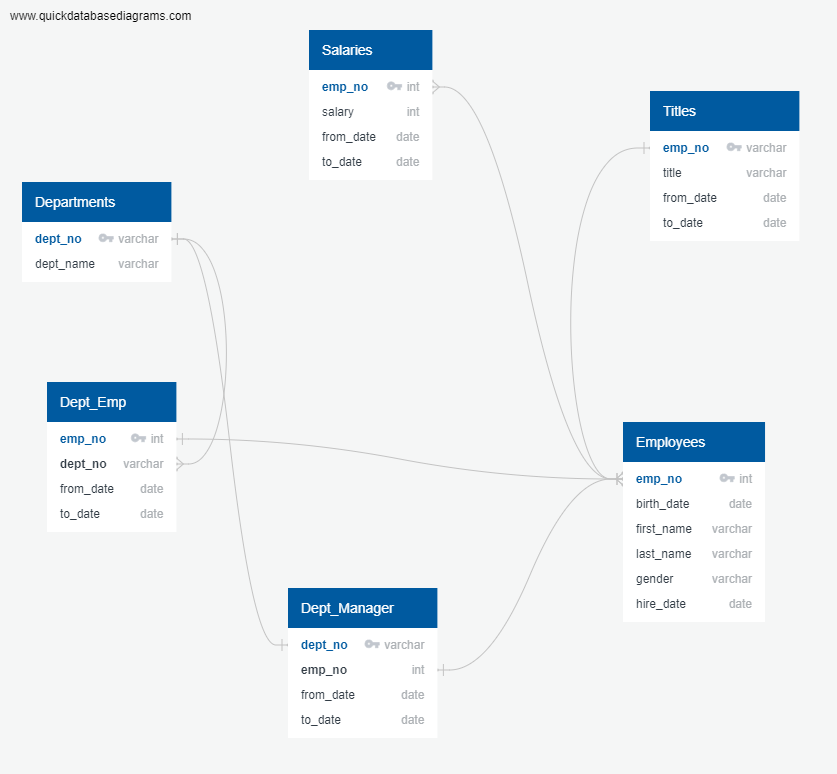 www.quickdatabasediagrams.com
Salaries
emp_no int
salary int
from_date date
to_date date
Titles
emp_no varchar
title varchar
from_date date
to_date date
Departments
dept_no varchar
dept_name varchar
Dept_Emp
emp_no int
dept_no varchar
from_date date
to_date date
Employees
emp_no int
birth_date date
first_name varchar
last_name varchar
gender varchar
hire_date date
Dept_Manager
dept_no varchar
emp_no int
from_date date
to_date date